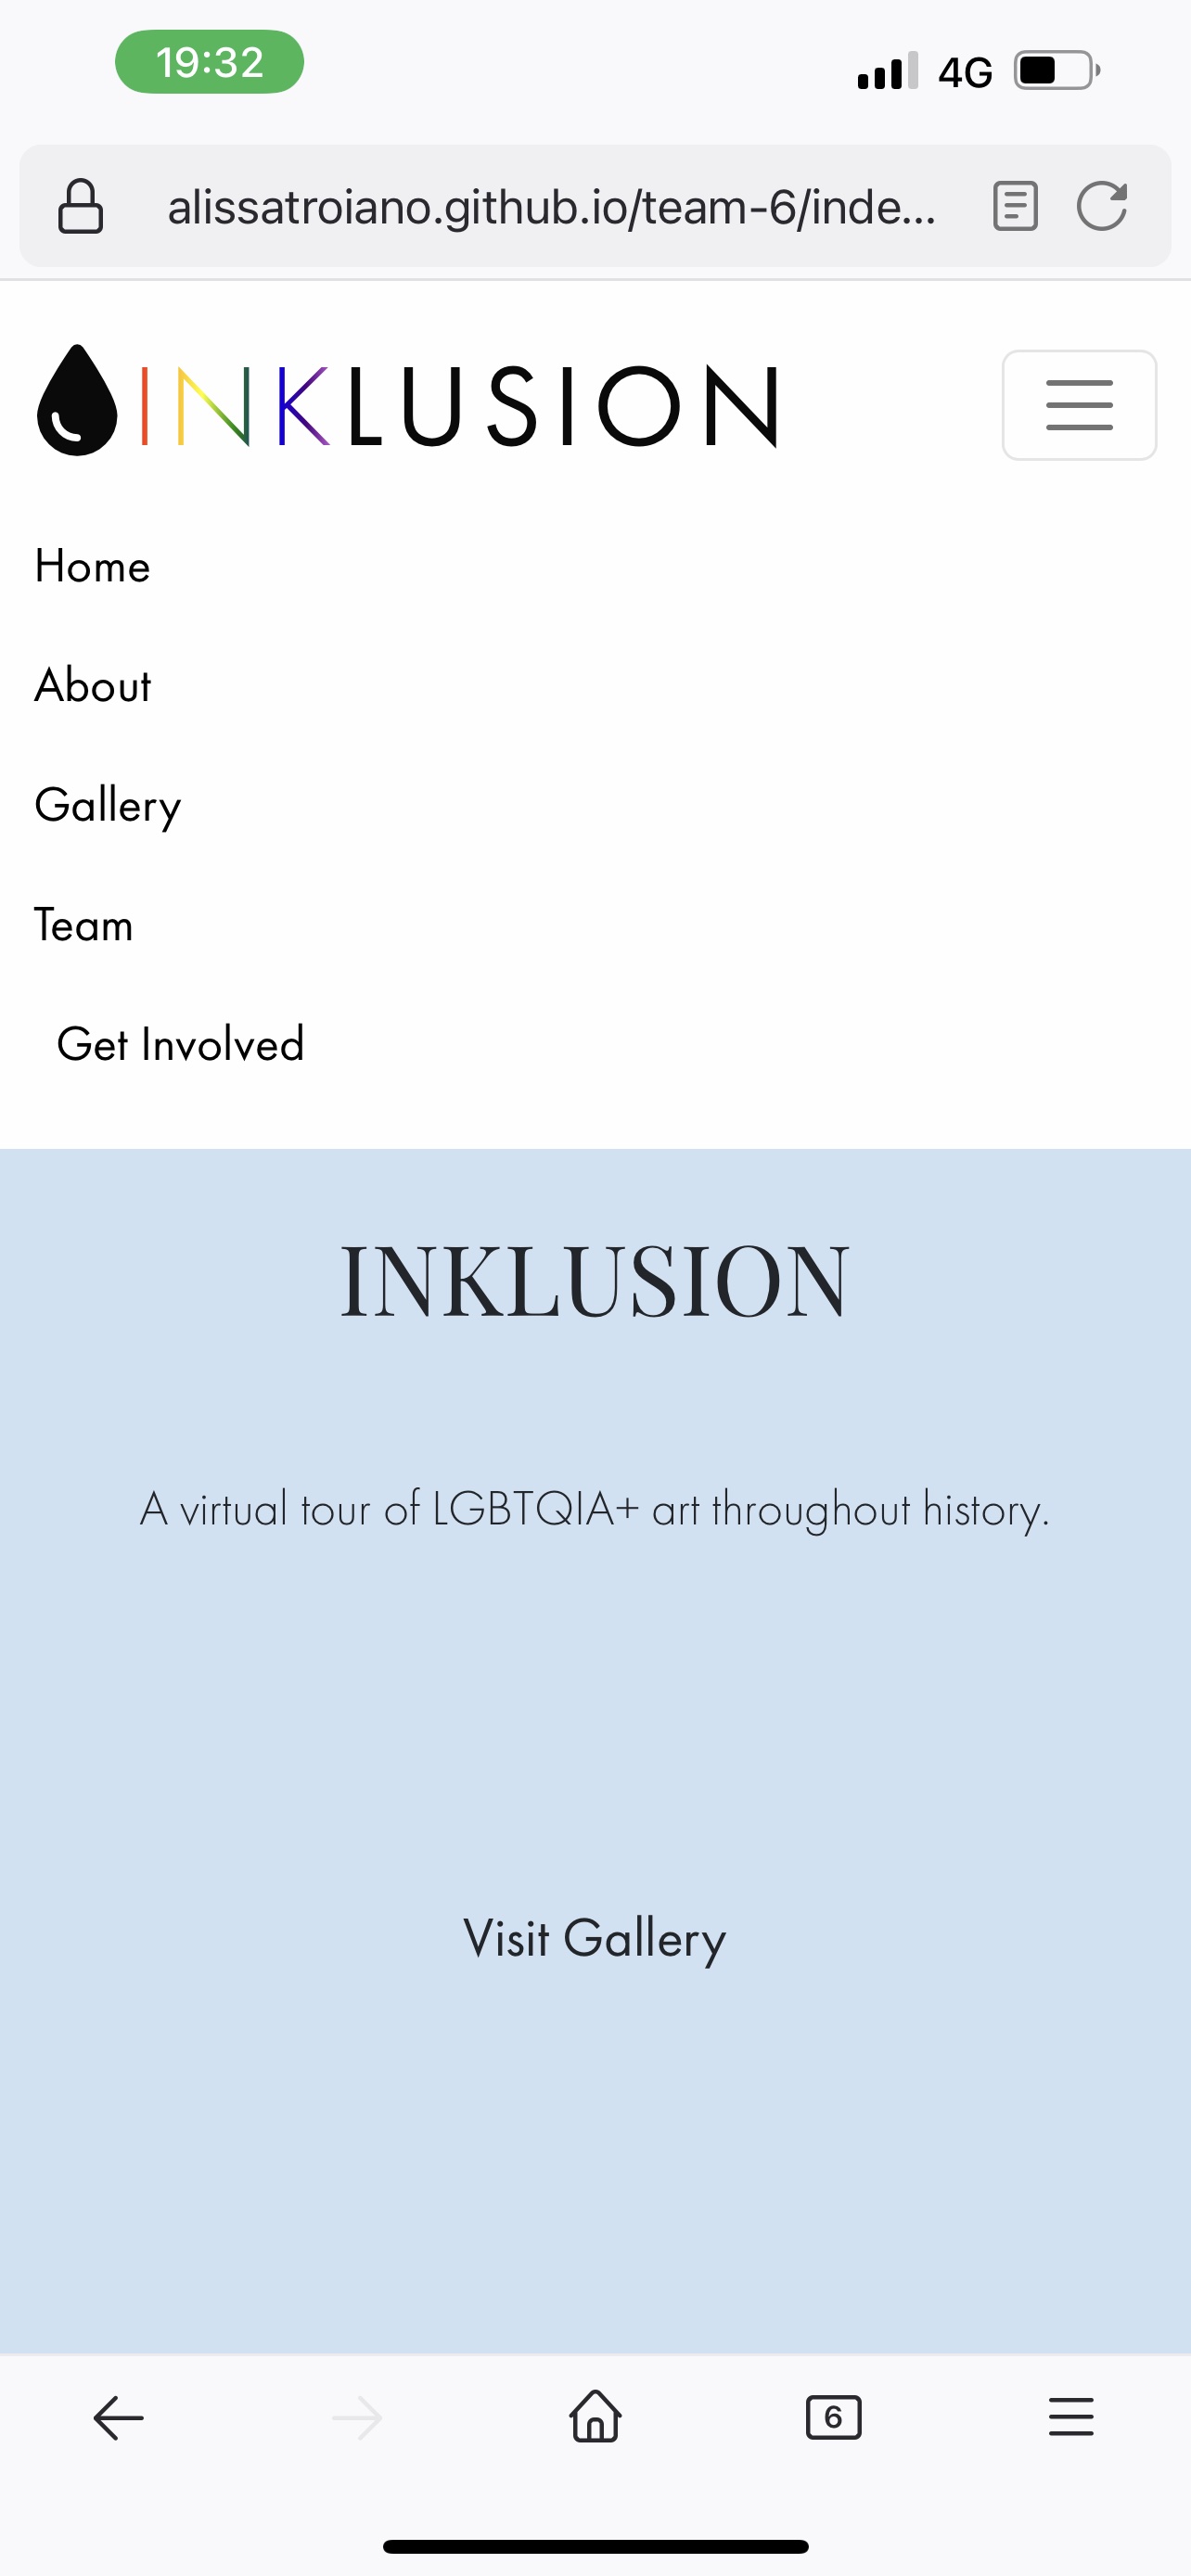 19:32 4G
alissatroiano.github.io/team-6/inde...
INKLUSION
Home
About
Gallery
Team
Get Involved
INKLUSION
A virtual tour of LGBTQIA+ art throughout history.
Visit Gallery
6